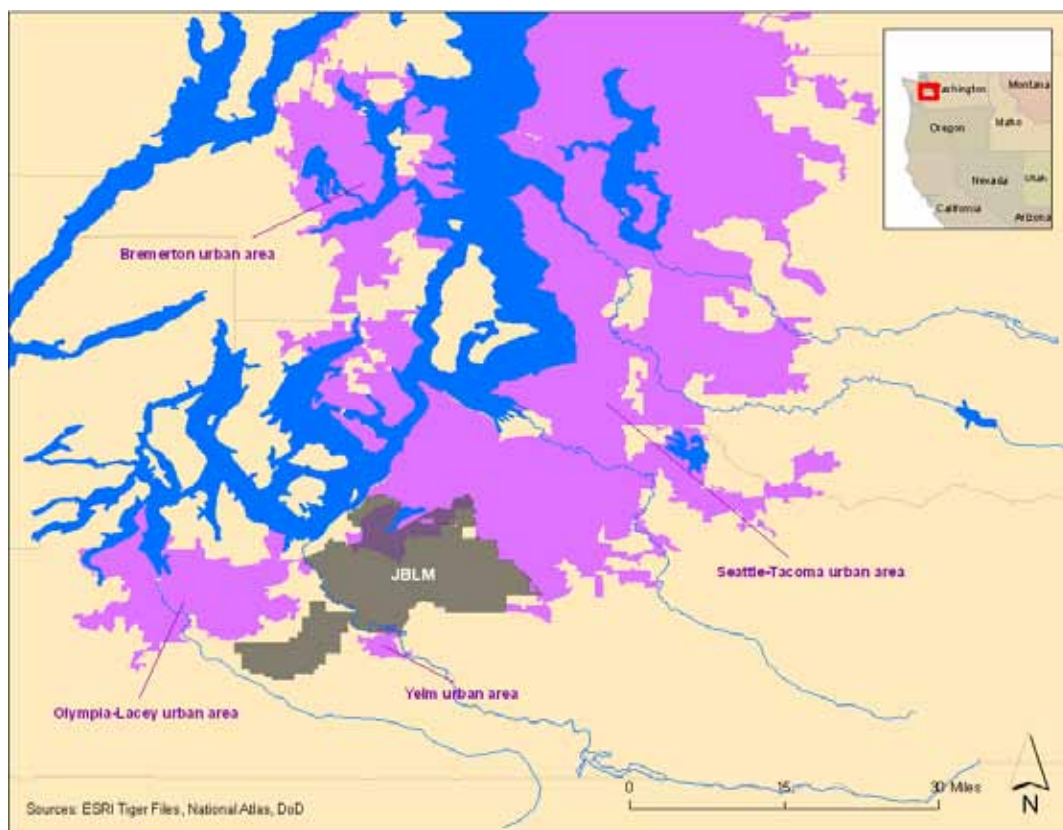 Washington
Montana
Oregon
Idaho
Nevada
Utah
California
Arizona
Bremerton urban area
JBLM
Seattle-Tacoma urban area
Yelm urban area
Olympia-Lacey urban area
0 15 30 Miles
N
Sources: ESRI Tiger Files, National Atlas, DoD